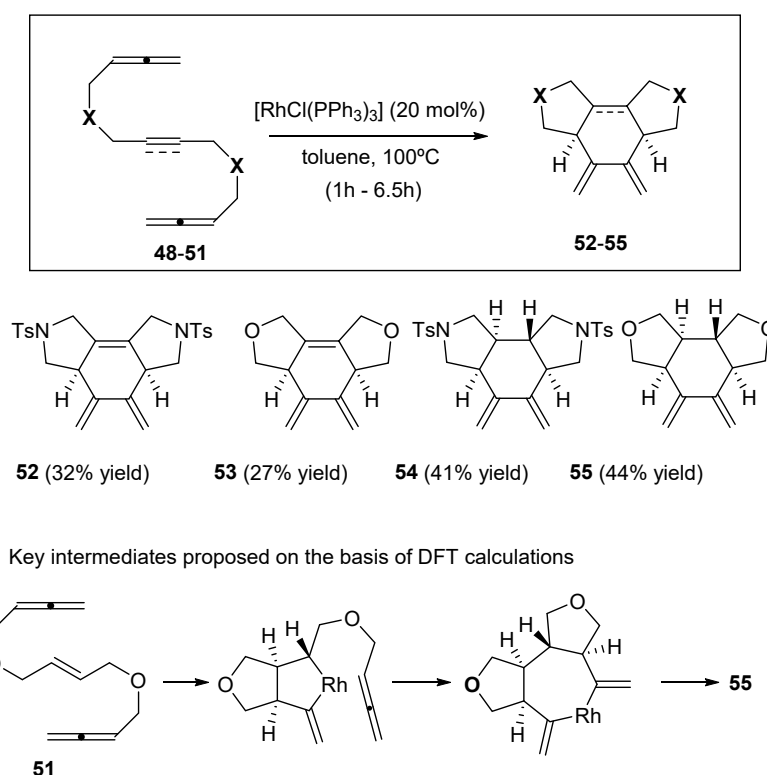 X
X
48-51
[RhCl(PPh3)3] (20 mol%)
toluene, 100ºC
(1h - 6.5h)
X
X
H
H
52-55
TsN
NTs
H
H
O
O
H
H
TsN
NTs
H
H
H
H
O
O
H
H
H
H
52 (32% yield)
53 (27% yield)
54 (41% yield)
55 (44% yield)
Key intermediates proposed on the basis of DFT calculations
O
51
O
H
H
H
Rh
O
O
O
H
H
H
H
Rh
55